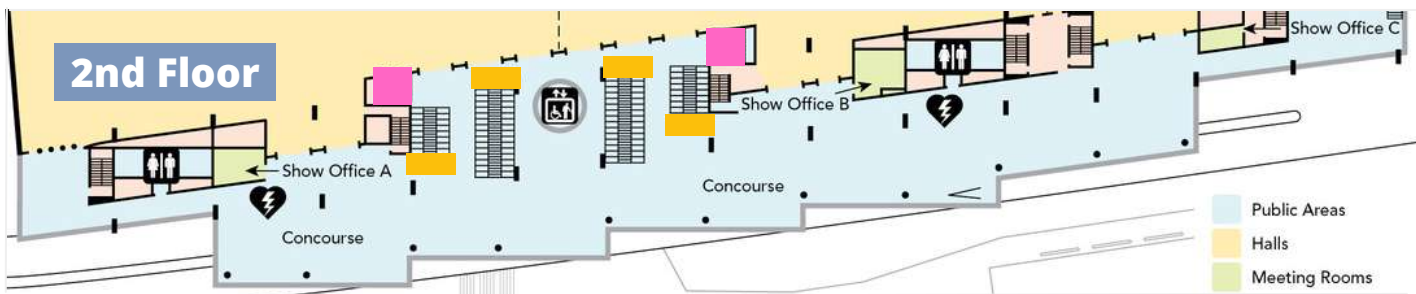 2nd Floor
Show Office C
Show Office B
Show Office A
Concourse
Concourse
Public Areas
Halls
Meeting Rooms